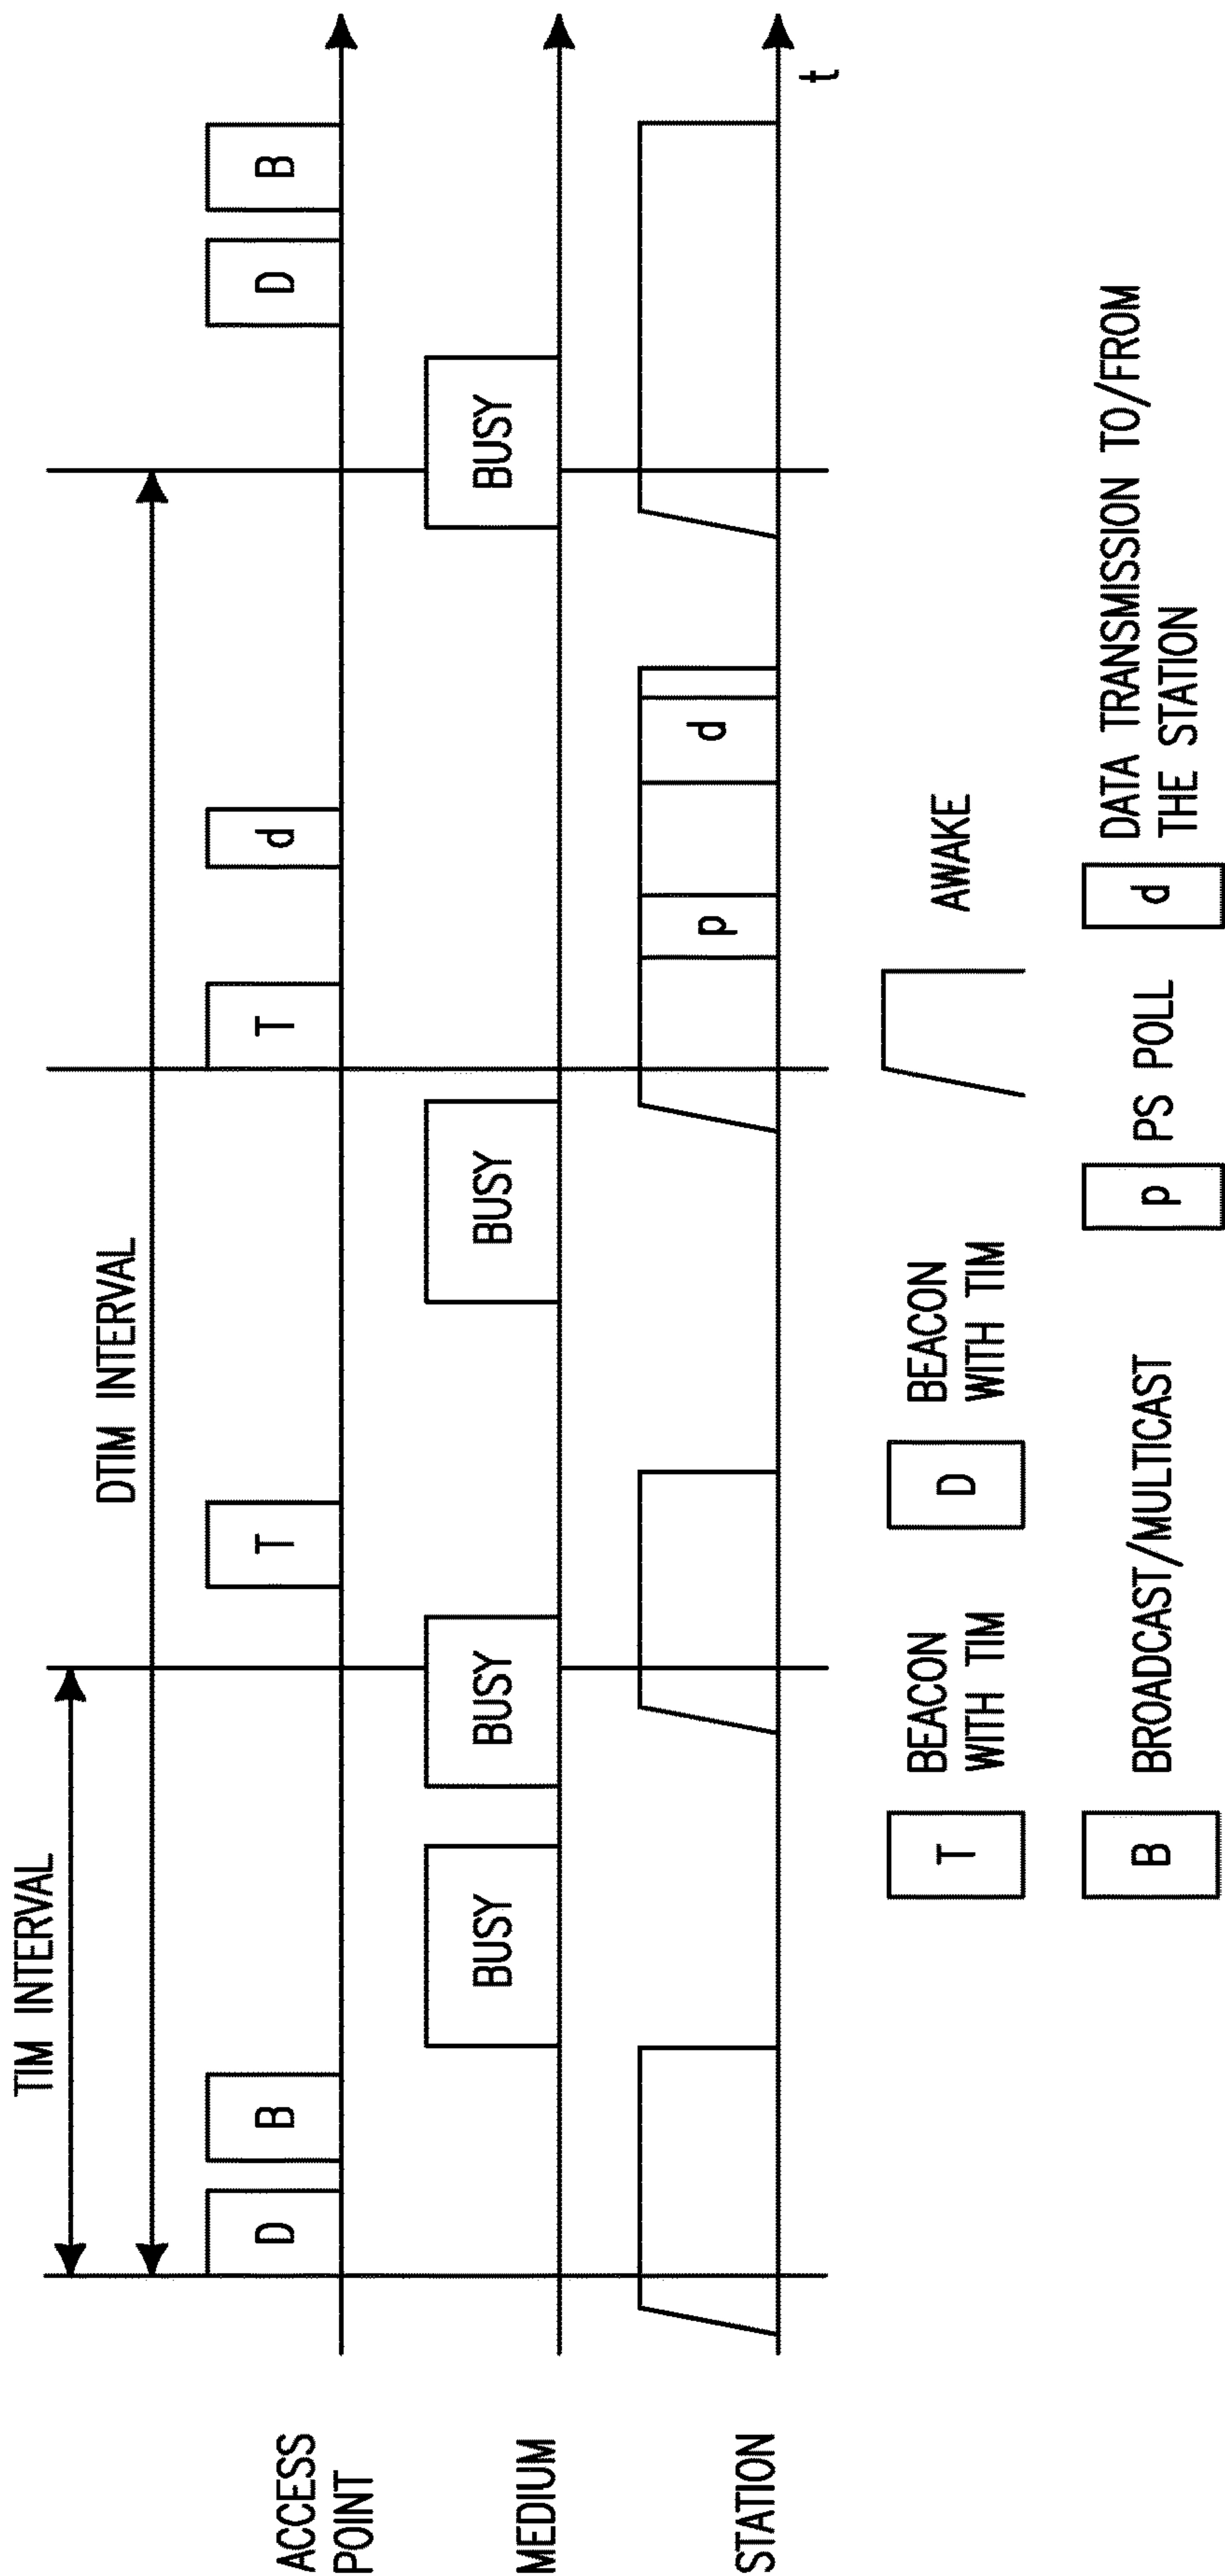 TIM INTERVAL
DTIM INTERVAL
ACCESS
POINT
D
B
T
T
d
D
B
MEDIUM
BUSY
BUSY
BUSY
BUSY
STATION
p
d
t
T
BEACON
WITH TIM
D
BEACON
WITH TIM
AWAKE
B
BROADCAST/MULTICAST
p
PS POLL
d
DATA TRANSMISSION TO/FROM
THE STATION